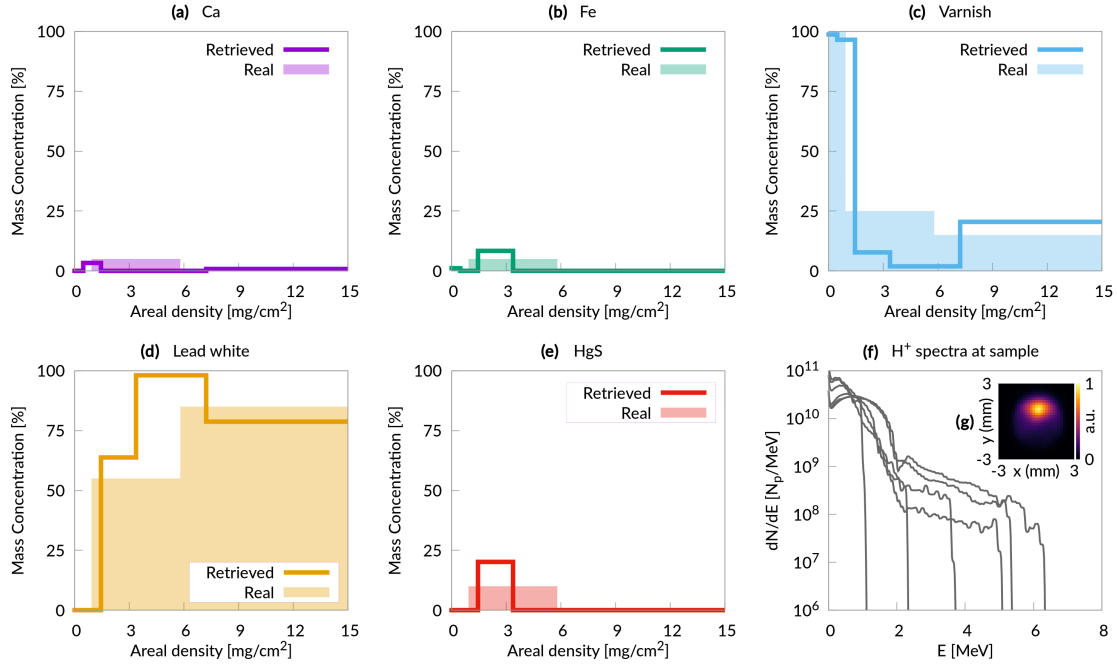 (a) Ca
100
75
50
25
0
0 3 6 9 12 15
Mass Concentration [%]
Areal density [mg/cm²]
Retrieved
Real
(b) Fe
100
75
50
25
0
0 3 6 9 12 15
Mass Concentration [%]
Areal density [mg/cm²]
Retrieved
Real
(c) Varnish
100
75
50
25
0
0 3 6 9 12 15
Mass Concentration [%]
Areal density [mg/cm²]
Retrieved
Real
(d) Lead white
100
75
50
25
0
0 3 6 9 12 15
Mass Concentration [%]
Areal density [mg/cm²]
Retrieved
Real
(e) HgS
100
75
50
25
0
0 3 6 9 12 15
Mass Concentration [%]
Areal density [mg/cm²]
Retrieved
Real
(f) H⁺ spectra at sample
10¹¹
10¹⁰
10⁹
10⁸
10⁷
10⁶
0 2 4 6 8
dN/dE [Nₚ/MeV]
E [MeV]
(g)
3
-3
y (mm)
-3 x (mm) 3
1
0
a.u.